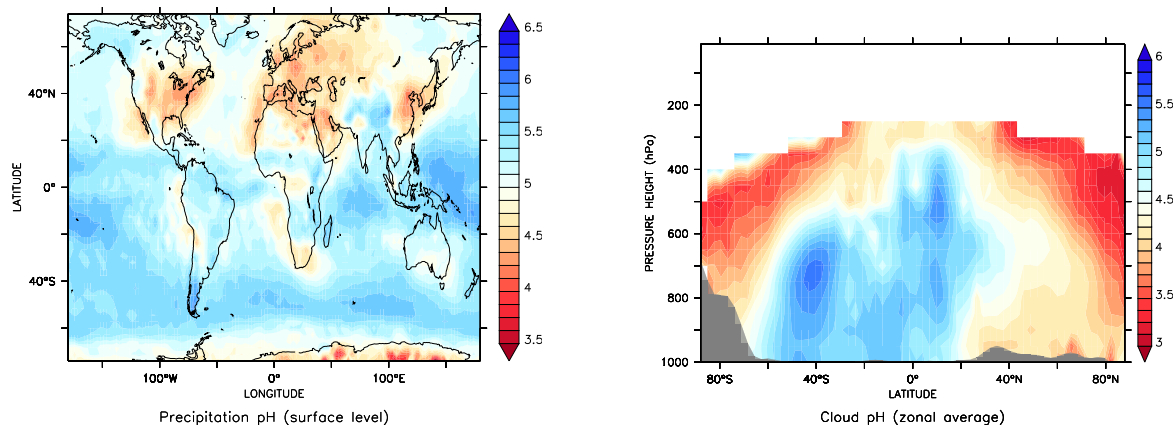 6.5
6
5.5
5
4.5
4
3.5
40°N
0°
40°S
LATITUDE
100°W 0° 100°E
LONGITUDE
Precipitation pH (surface level)
6
5.5
5
4.5
4
3.5
3
200
400
600
800
1000
PRESSURE HEIGHT (hPa)
80°S 40°S 0° 40°N 80°N
LATITUDE
Cloud pH (zonal average)